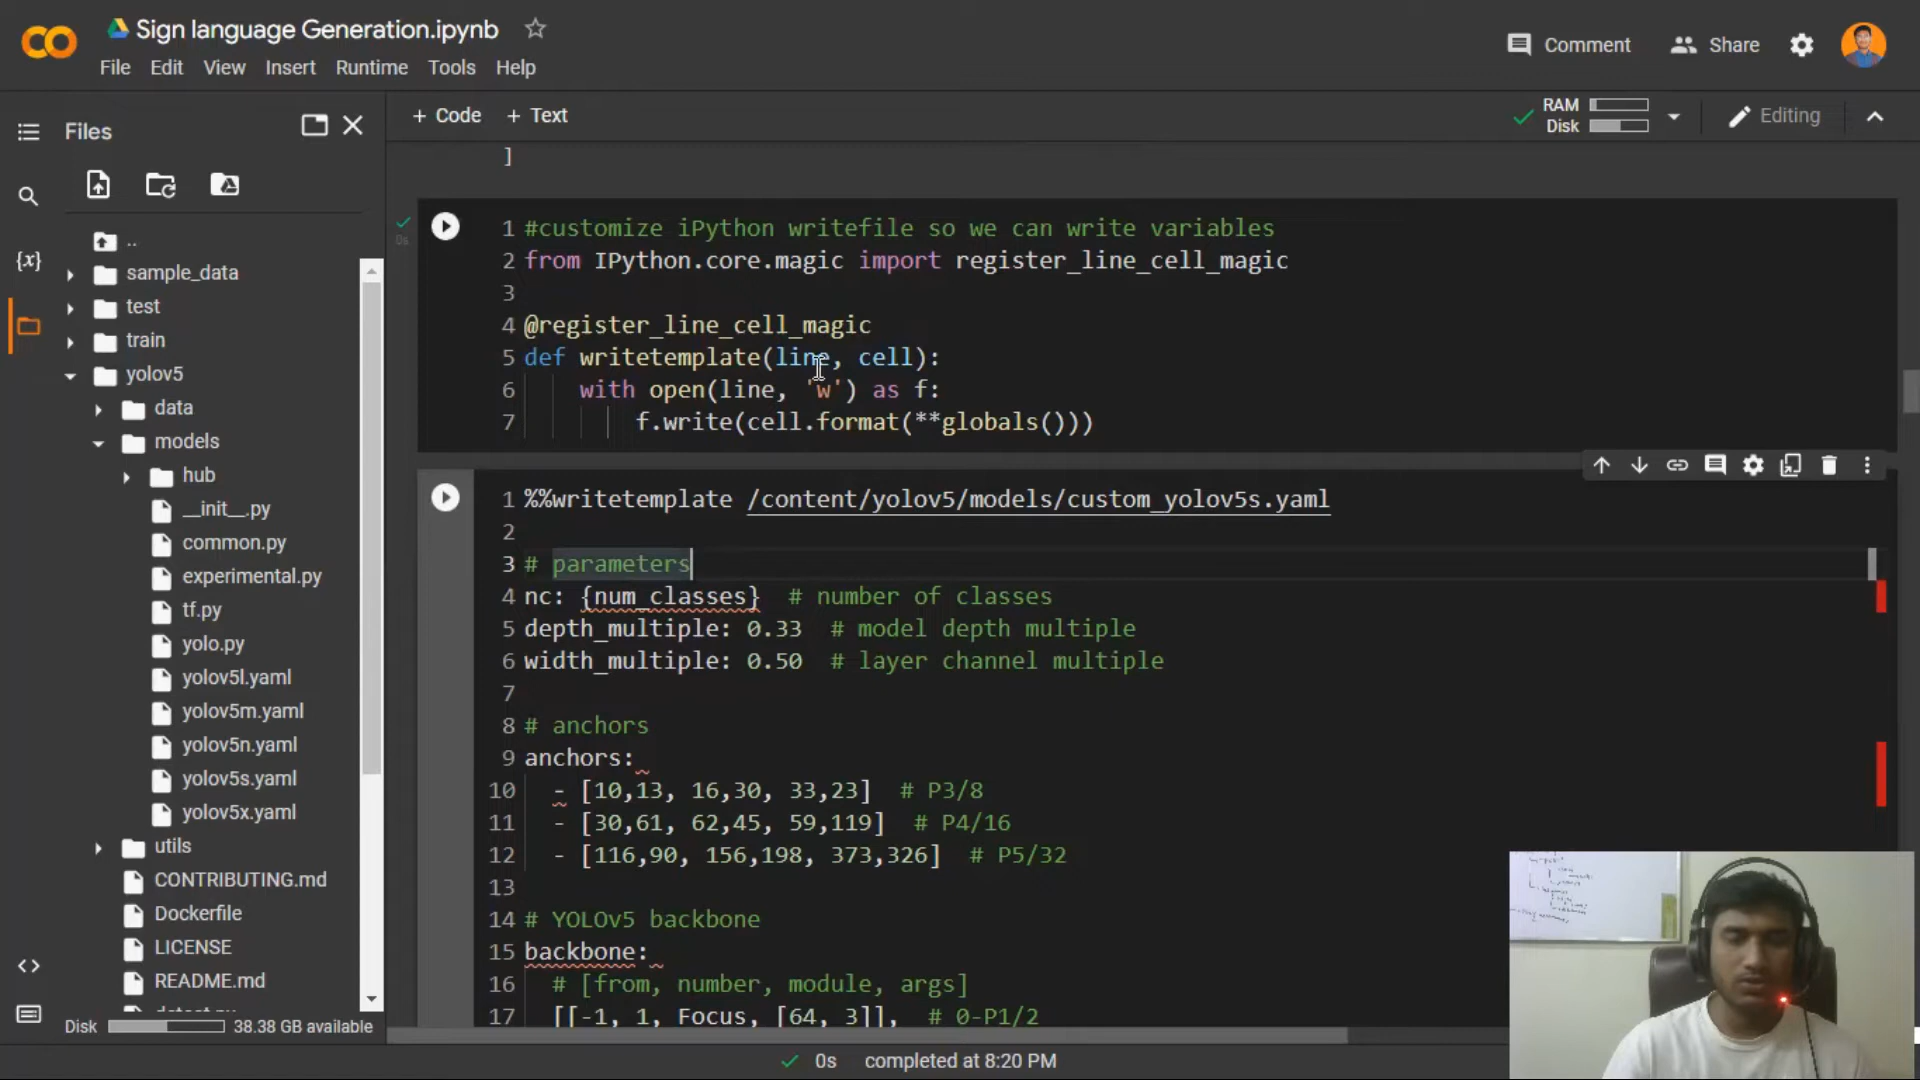 Sign language Generation.ipynb
File Edit View Insert Runtime Tools Help
Comment Share
Files
+ Code + Text
RAM
Disk
Editing
..
sample_data
test
train
yolov5
data
models
hub
__init__.py
common.py
experimental.py
tf.py
yolo.py
yolov5l.yaml
yolov5m.yaml
yolov5n.yaml
yolov5s.yaml
yolov5x.yaml
utils
CONTRIBUTING.md
Dockerfile
LICENSE
README.md
Disk 38.38 GB available
]
0s
1 #customize iPython writefile so we can write variables
2 from IPython.core.magic import register_line_cell_magic
3
4 @register_line_cell_magic
5 def writetemplate(line, cell):
6 with open(line, 'w') as f:
7 f.write(cell.format(**globals()))
1 %%writetemplate /content/yolov5/models/custom_yolov5s.yaml
2
3 # parameters
4 nc: {num_classes} # number of classes
5 depth_multiple: 0.33 # model depth multiple
6 width_multiple: 0.50 # layer channel multiple
7
8 # anchors
9 anchors:
10 - [10,13, 16,30, 33,23] # P3/8
11 - [30,61, 62,45, 59,119] # P4/16
12 - [116,90, 156,198, 373,326] # P5/32
13
14 # YOLOv5 backbone
15 backbone:
16 # [from, number, module, args]
17 [[-1, 1, Focus, [64, 3]], # 0-P1/2
0s completed at 8:20 PM